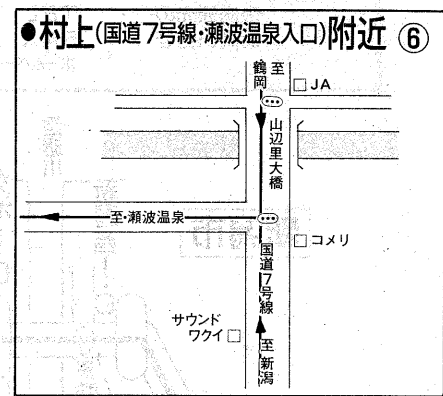 ●村上(国道7号線・瀬波温泉入口)附近 ⑥
至鶴岡
JA
山辺里大橋
至・瀬波温泉
コメリ
国道7号線
サウンド
ワクイ
至新潟